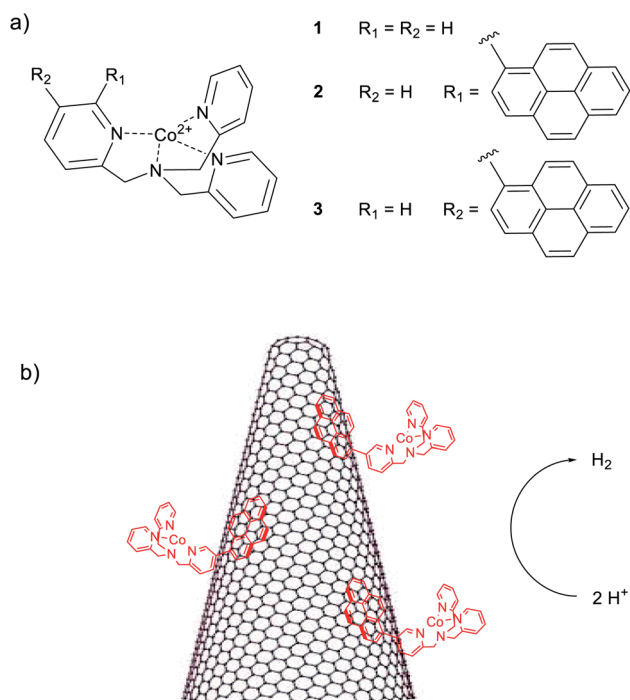 a)
1 R₁ = R₂ = H
R₂ R₁
N N
Co²⁺
2 R₂ = H R₁ =
N N
3 R₁ = H R₂ =
b)
N
Co N
N N
H₂
N
N Co
N N
2 H⁺
N
Co N
N N